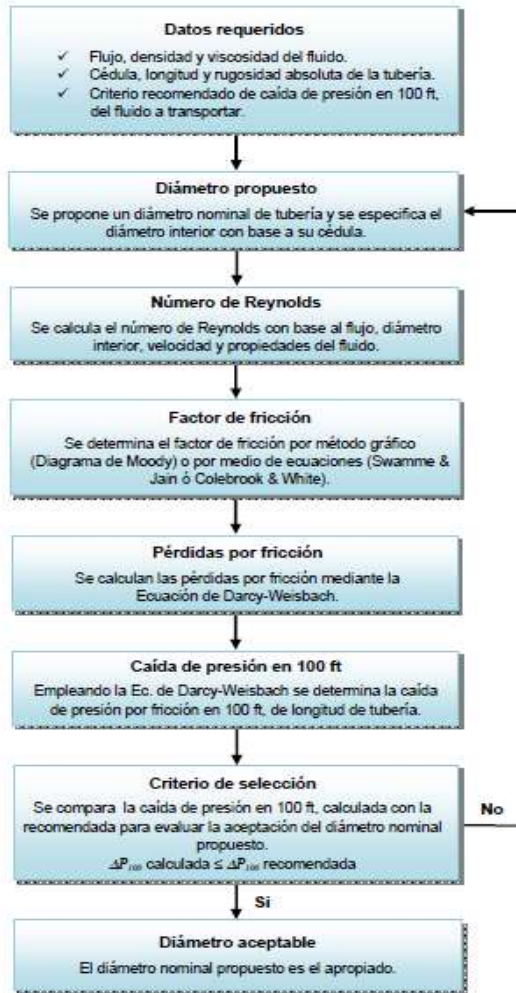 Datos requeridos
✓ Flujo, densidad y viscosidad del fluido.
✓ Cédula, longitud y rugosidad absoluta de la tubería.
✓ Criterio recomendado de caída de presión en 100 ft,
del fluido a transportar.
Diámetro propuesto
Se propone un diámetro nominal de tubería y se especifica el
diámetro interior con base a su cédula.
Número de Reynolds
Se calcula el número de Reynolds con base al flujo, diámetro
interior, velocidad y propiedades del fluido.
Factor de fricción
Se determina el factor de fricción por método gráfico
(Diagrama de Moody) o por medio de ecuaciones (Swamme &
Jain ó Colebrook & White).
Pérdidas por fricción
Se calculan las pérdidas por fricción mediante la
Ecuación de Darcy-Weisbach.
Caída de presión en 100 ft
Empleando la Ec. de Darcy-Weisbach se determina la caída
de presión por fricción en 100 ft, de longitud de tubería.
Criterio de selección
Se compara la caída de presión en 100 ft, calculada con la
recomendada para evaluar la aceptación del diámetro nominal
propuesto.
ΔP₁₀₀ calculada ≤ ΔP₁₀₀ recomendada
No
Si
Diámetro aceptable
El diámetro nominal propuesto es el apropiado.